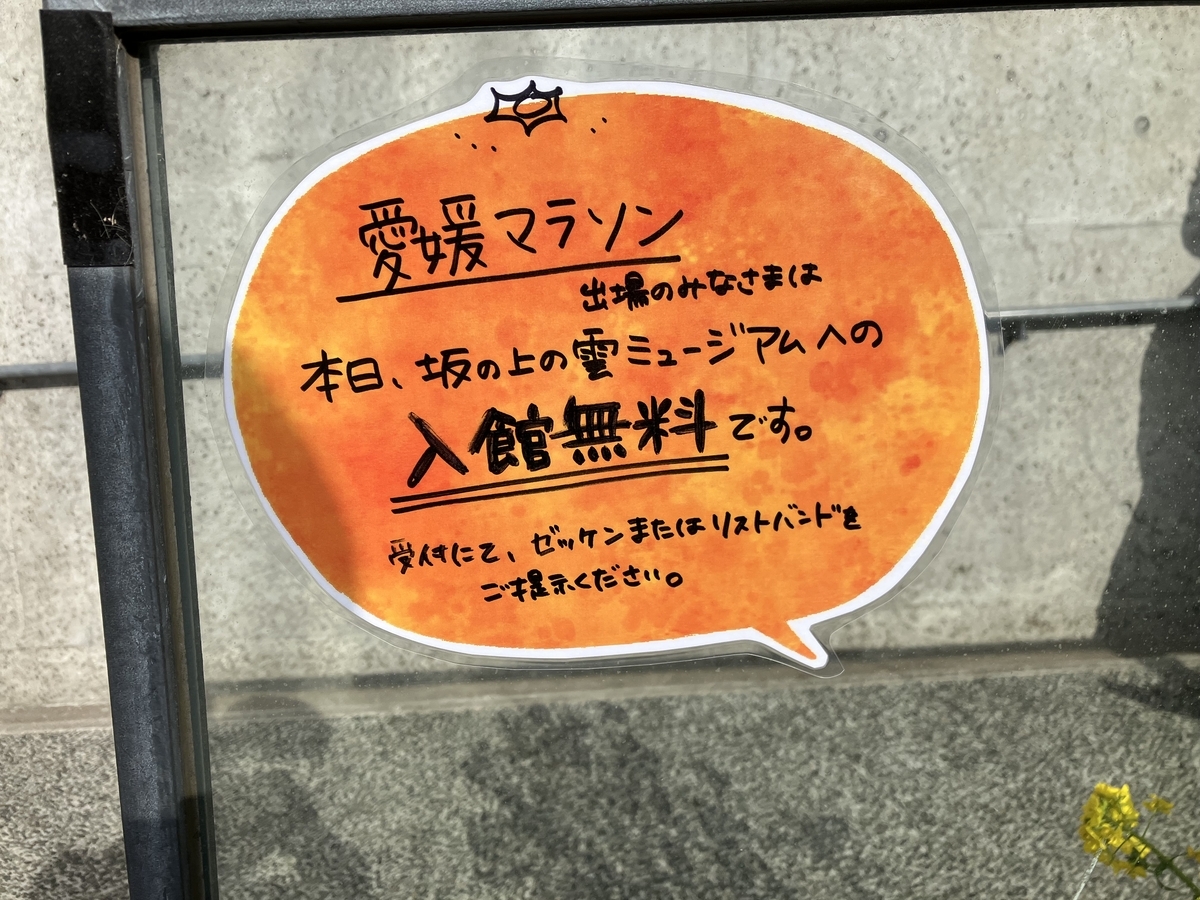 愛媛マラソン
出場のみなさまは
本日、坂の上の雲ミュージアムへの
入館無料です。
受付にて、ゼッケンまたはリストバンドを
ご提示ください。